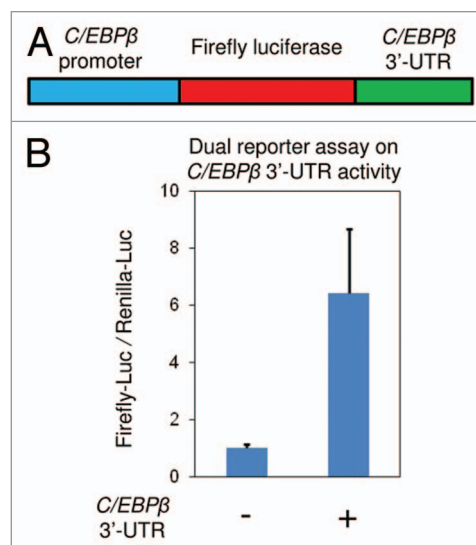 A
C/EBPβ
promoter
Firefly luciferase
C/EBPβ
3'-UTR
B
Dual reporter assay on
C/EBPβ 3'-UTR activity
10
8
6
4
2
0
Firefly-Luc / Renilla-Luc
C/EBPβ
3'-UTR
- +